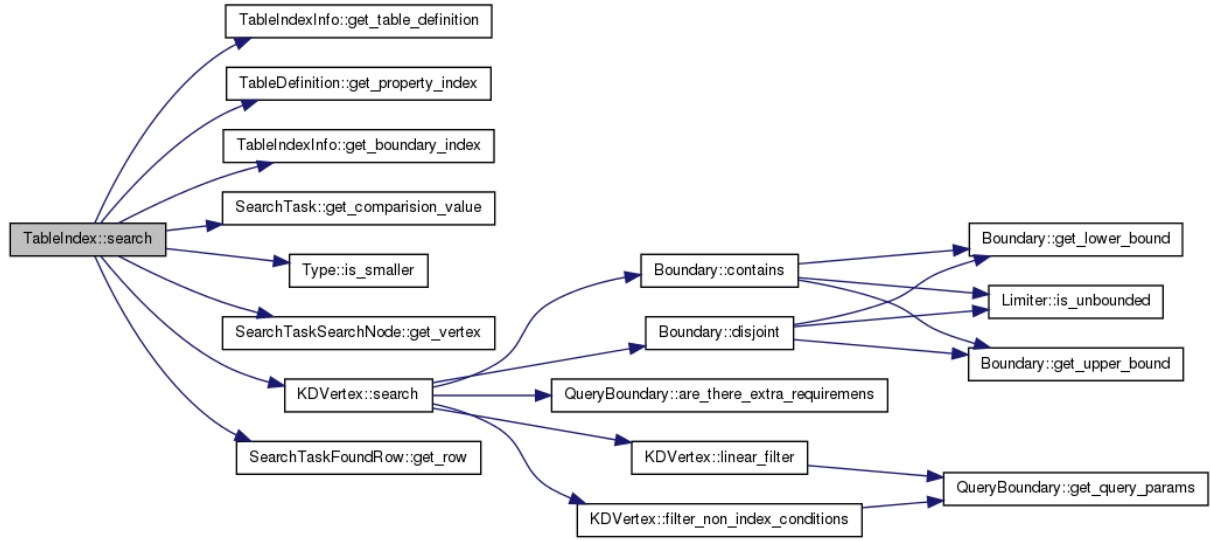 TableIndexInfo::get_table_definition
TableDefinition::get_property_index
TableIndexInfo::get_boundary_index
SearchTask::get_comparision_value
TableIndex::search
Boundary::get_lower_bound
Type::is_smaller
Boundary::contains
Limiter::is_unbounded
SearchTaskSearchNode::get_vertex
Boundary::disjoint
Boundary::get_upper_bound
KDVertex::search
QueryBoundary::are_there_extra_requiremens
SearchTaskFoundRow::get_row
KDVertex::linear_filter
QueryBoundary::get_query_params
KDVertex::filter_non_index_conditions